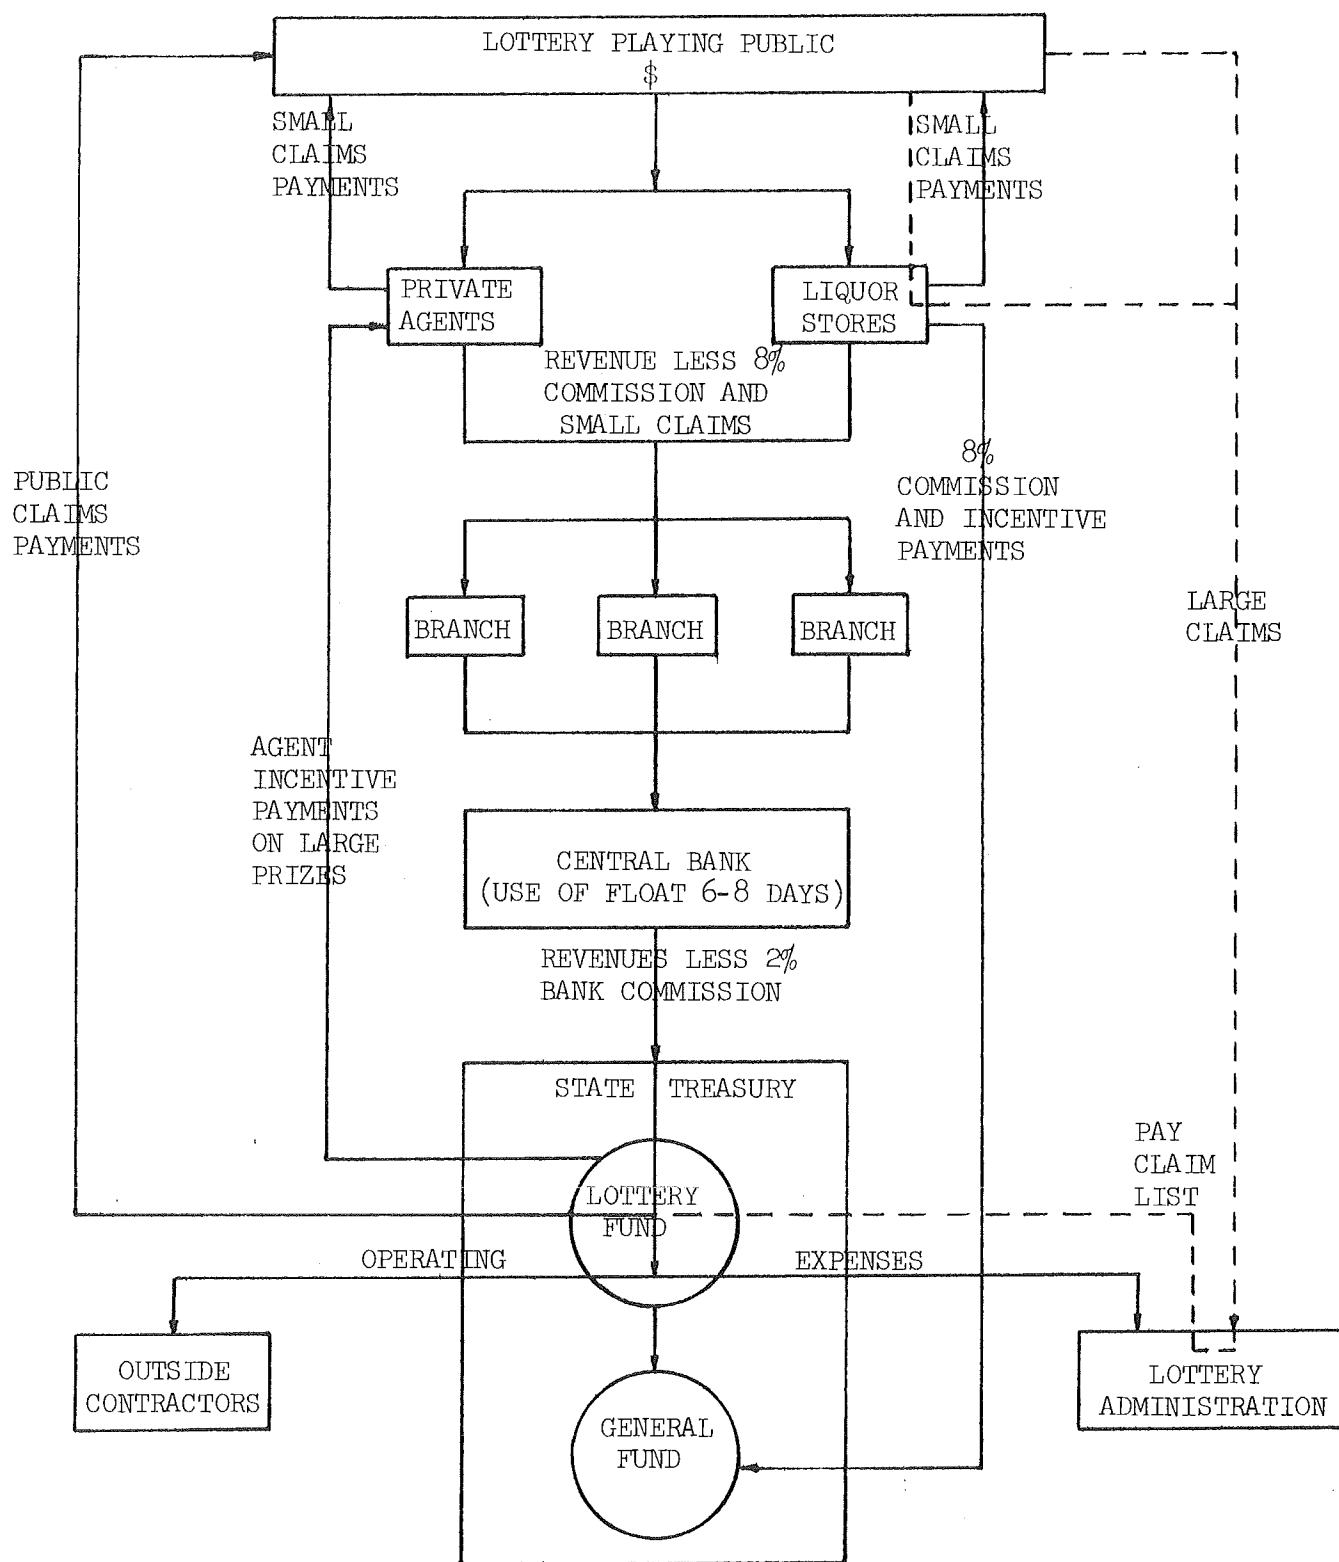 LOTTERY PLAYING PUBLIC
$
SMALL
CLAIMS
PAYMENTS
SMALL
CLAIMS
PAYMENTS
PRIVATE
AGENTS
LIQUOR
STORES
REVENUE LESS 8%
COMMISSION AND
SMALL CLAIMS
PUBLIC
CLAIMS
PAYMENTS
8%
COMMISSION
AND INCENTIVE
PAYMENTS
BRANCH
BRANCH
BRANCH
LARGE
CLAIMS
AGENT
INCENTIVE
PAYMENTS
ON LARGE
PRIZES
CENTRAL BANK
(USE OF FLOAT 6-8 DAYS)
REVENUES LESS 2%
BANK COMMISSION
STATE TREASURY
PAY
CLAIM
LIST
LOTTERY
FUND
OPERATING EXPENSES
OUTSIDE
CONTRACTORS
LOTTERY
ADMINISTRATION
GENERAL
FUND